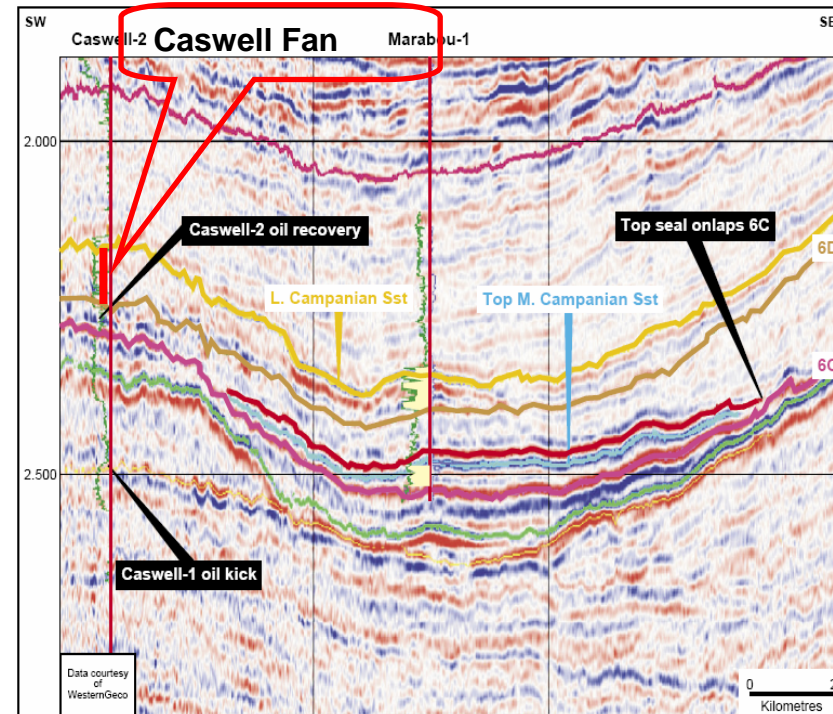 SW
SE
Caswell-2
Caswell Fan
Marabou-1
2.000
Caswell-2 oil recovery
Top seal onlaps 6C
6D
L. Campanian Sst
Top M. Campanian Sst
6C
2.500
Caswell-1 oil kick
Data courtesy
of
WesternGeco
0
2
Kilometres